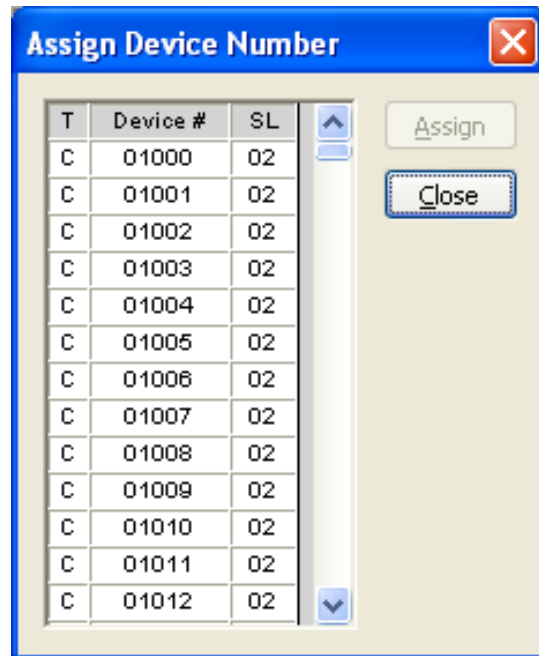 Assign Device Number
T Device # SL
C 01000 02
C 01001 02
C 01002 02
C 01003 02
C 01004 02
C 01005 02
C 01006 02
C 01007 02
C 01008 02
C 01009 02
C 01010 02
C 01011 02
C 01012 02
Assign
Close